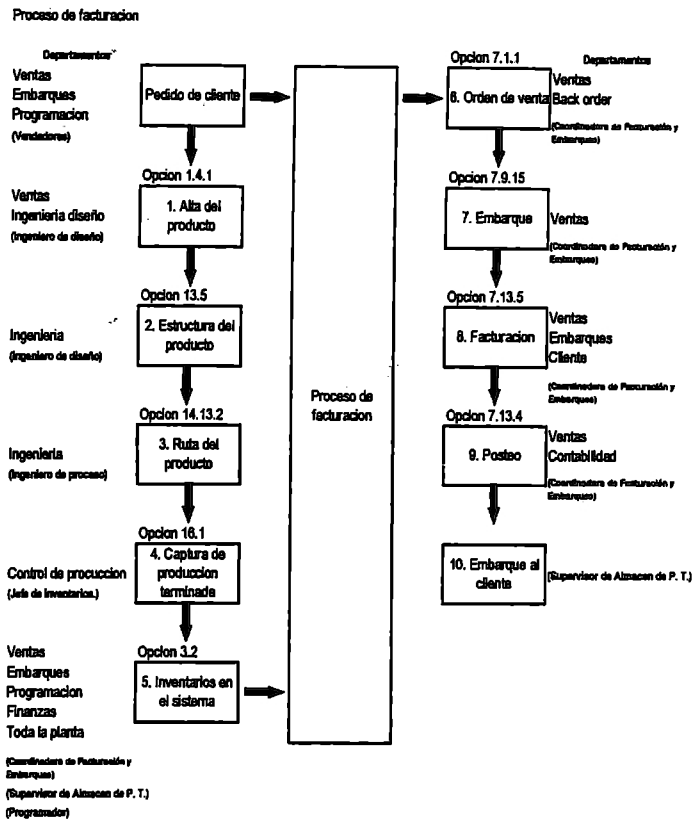 Proceso de facturacion
Departamentos
Ventas
Embarques
Programacion
(Vendedores)
Pedido de cliente
Opcion 1.4.1
Ventas
Ingenieria diseño
(Ingeniero de diseño)
1. Alta del
producto
Opcion 13.5
Ingenieria
(Ingeniero de diseño)
2. Estructura del
producto
Opcion 14.13.2
Ingenieria
(Ingeniero de proceso)
3. Ruta del
producto
Opcion 16.1
Control de procuccion
(Jefe de Inventarios.)
4. Captura de
produccion
terminada
Opcion 3.2
Ventas
Embarques
Programacion
Finanzas
Toda la planta
(Coordinadora de Facturación y
Embarques)
(Supervisor de Almacen de P. T.)
(Programador)
5. Inventarios en
el sistema
Proceso de
facturacion
Opcion 7.1.1
Departamentos
6. Orden de venta
Ventas
Back order
(Coordinadora de Facturación y
Embarques)
Opcion 7.9.15
7. Embarque
Ventas
(Coordinadora de Facturación y
Embarques)
Opcion 7.13.5
8. Facturacion
Ventas
Embarques
Cliente
(Coordinadora de Facturación y
Embarques)
Opcion 7.13.4
9. Posteo
Ventas
Contabilidad
(Coordinadora de Facturación y
Embarques)
10. Embarque al
cliente
(Supervisor de Almacen de P. T.)